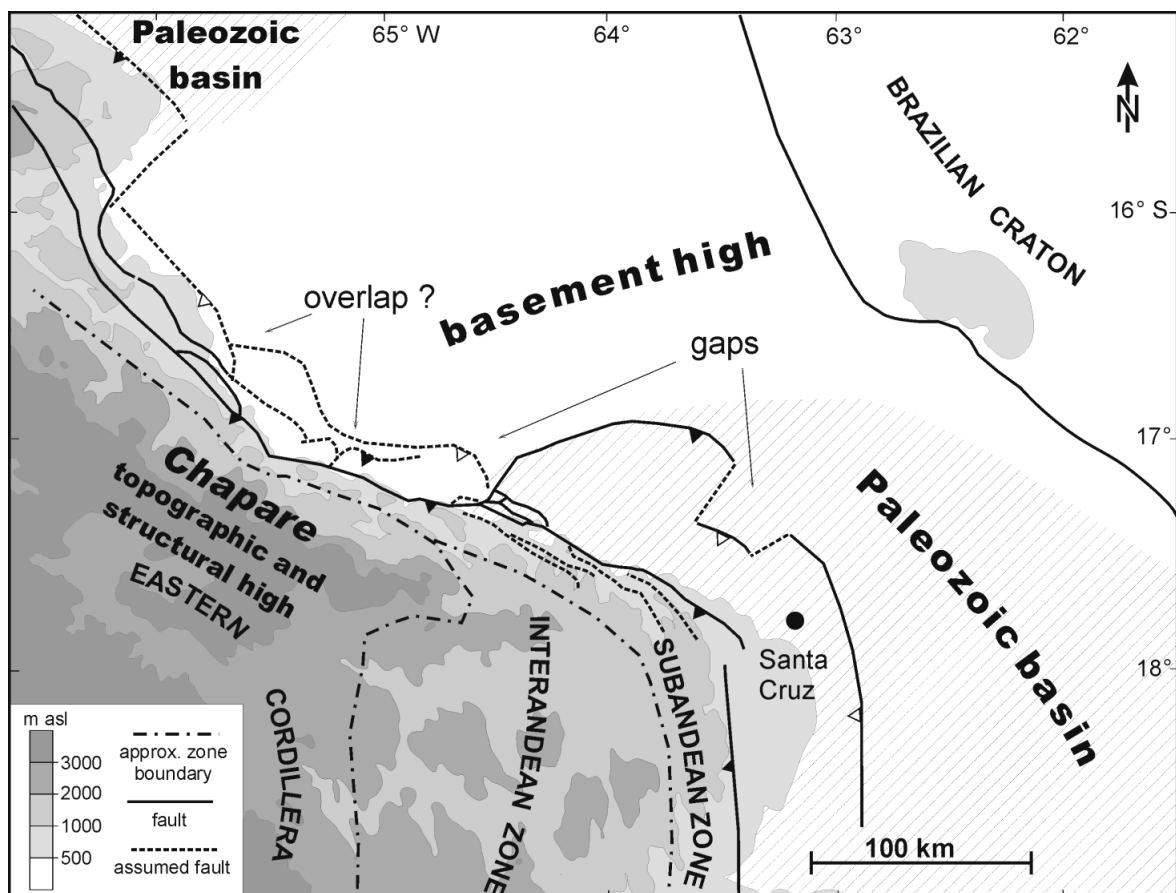 Paleozoic
basin
65° W
64°
63°
62°
N
BRAZILIAN CRATON
16° S
basement high
overlap ?
gaps
17°
Chapare
topographic and
structural high
EASTERN
CORDILLERA
INTERANDEAN ZONE
SUBANDEAN ZONE
Santa
Cruz
Paleozoic basin
18°
m asl
3000
2000
1000
500
approx. zone
boundary
fault
assumed fault
100 km